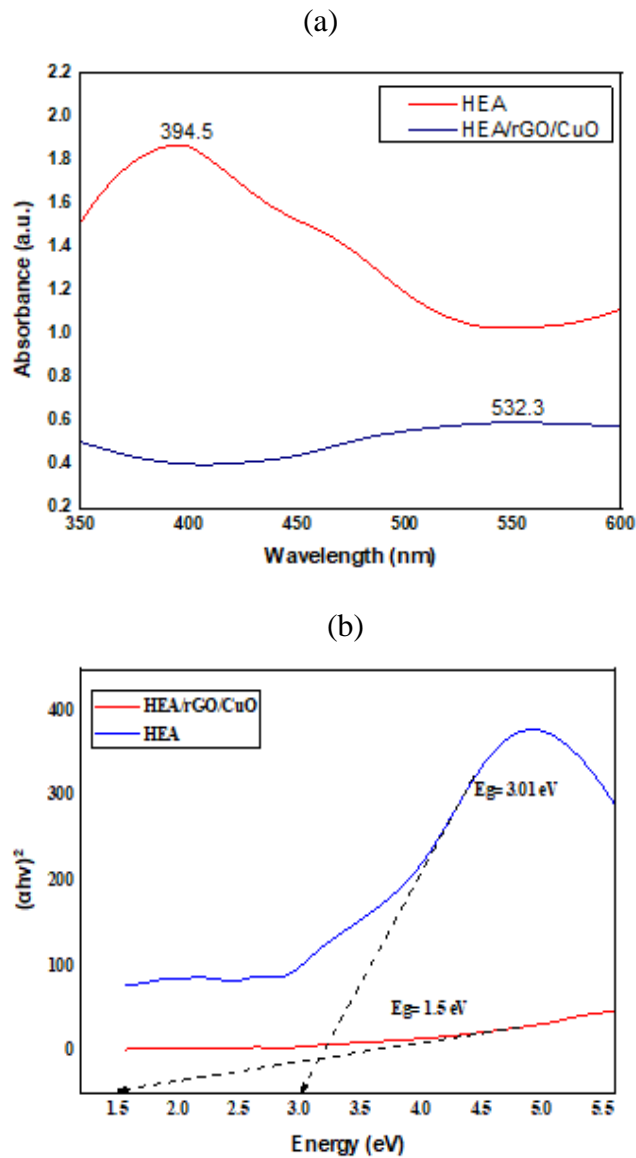 (a)
2.2
2.0
1.8
1.6
1.4
1.2
1.0
0.8
0.6
0.4
0.2
Absorbance (a.u.)
394.5
HEA
HEA/rGO/CuO
532.3
350
400
450
500
550
600
Wavelength (nm)
(b)
400
300
200
100
0
(αhv)²
HEA/rGO/CuO
HEA
Eg= 3.01 eV
Eg= 1.5 eV
1.5
2.0
2.5
3.0
3.5
4.0
4.5
5.0
5.5
Energy (eV)